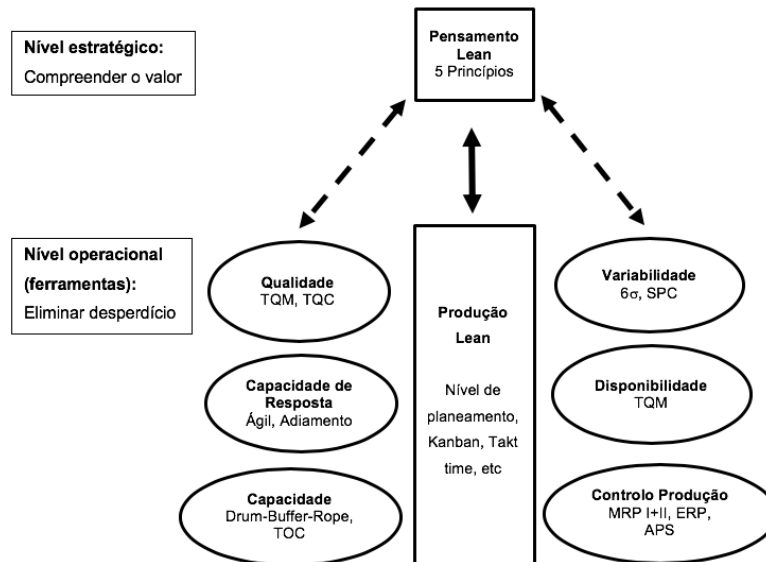 Nível estratégico:
Compreender o valor
Pensamento
Lean
5 Princípios
Nível operacional
(ferramentas):
Eliminar desperdício
Qualidade
TQM, TQC
Capacidade de
Resposta
Ágil, Adiamento
Capacidade
Drum-Buffer-Rope,
TOC
Produção
Lean
Nível de
planeamento,
Kanban, Takt
time, etc
Variabilidade
6σ, SPC
Disponibilidade
TQM
Controlo Produção
MRP I+II, ERP,
APS